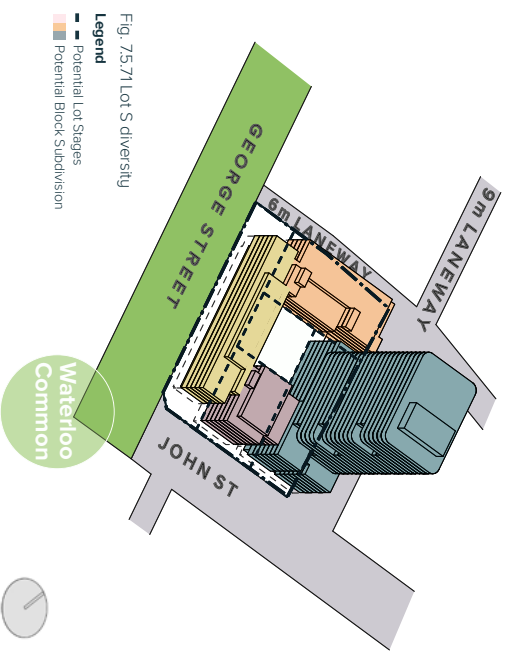 Fig. 7.5.71 Lot S diversity
Legend
Potential Lot Stages
Potential Block Subdivision
GEORGE STREET
6m LANEWAY
9m LANEWAY
JOHN ST
Waterloo
Common